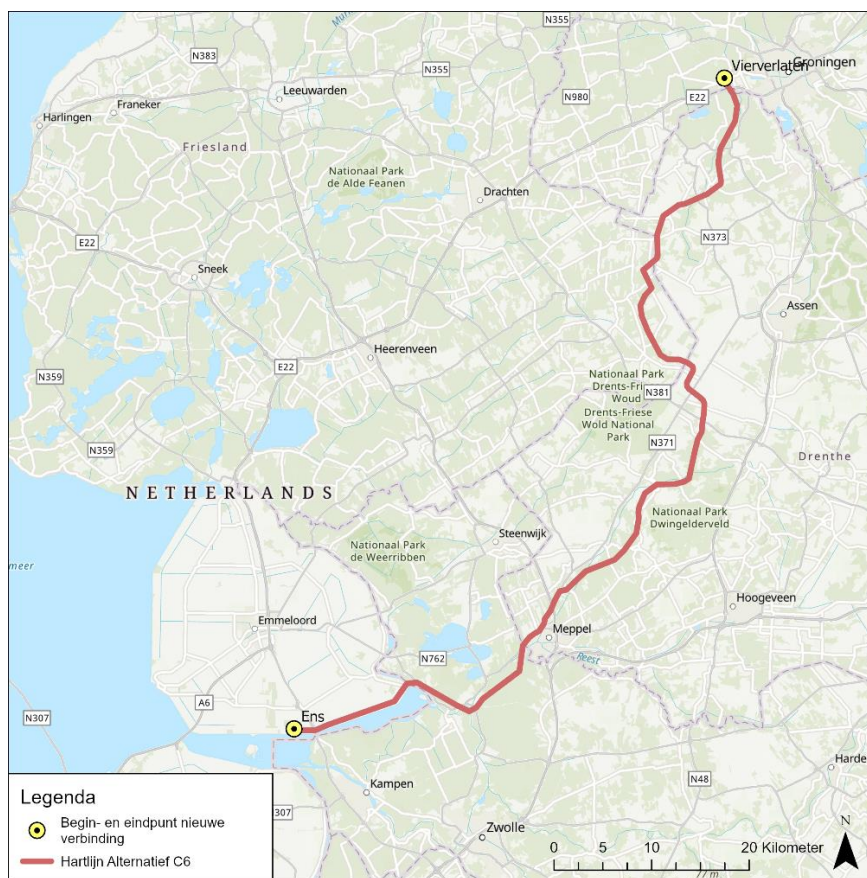 N355
N383
Leeuwarden
N355
Vierverlaten
Groningen
Franeker
N980
E22
Harlingen
Friesland
Nationaal Park
de Alde Feanen
Drachten
E22
N373
Sneek
Assen
Heerenveen
E22
N359
Nationaal Park
Drents-Friese
Wold National
Park
N381
N359
N371
Drenthe
NETHERLANDS
Nationaal Park
Dwingelderveld
Steenwijk
Nationaal Park
de Weerribben
meer
Hoogeveen
Emmeloord
Meppel
N762
Reest
A6
Ens
N307
Kampen
N48
Harde
307
Zwolle
Legenda
Begin- en eindpunt nieuwe
verbinding
Hartlijn Alternatief C6
N
0 5 10 20 Kilometer